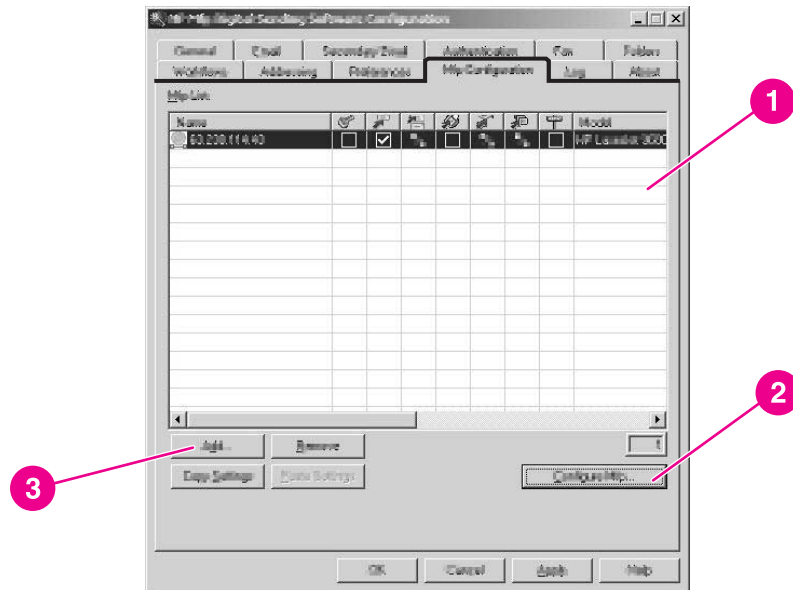 HP Mfp Digital Sending Software Configuration
General Email Secondary Email Authentication Fax Folders
Workflows Addressing Preferences Mfp Configuration Log About
Mfp List:
Name Model
HP LaserJet
1
Add...
Remove
1
Copy Settings
Paste Settings
Configure Mfp...
2
3
OK Cancel Apply Help